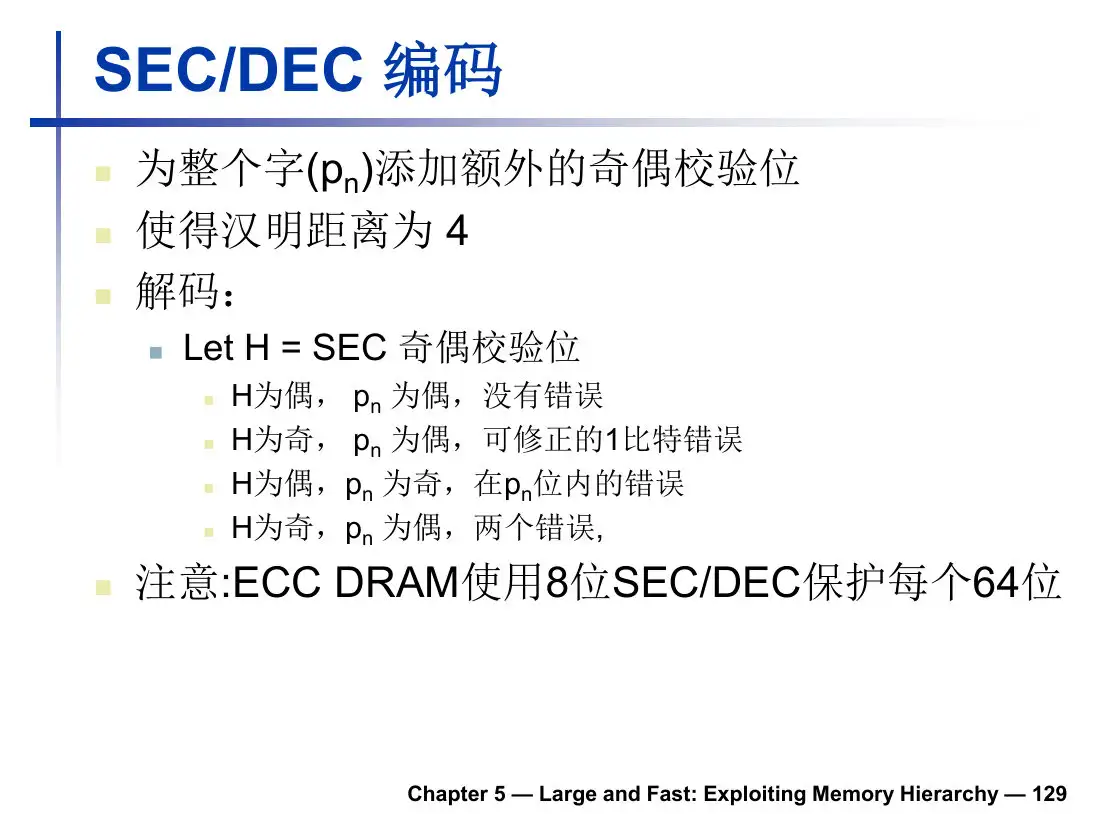 SEC/DEC 编码
为整个字(pn)添加额外的奇偶校验位
使得汉明距离为 4
解码：
Let H = SEC 奇偶校验位
H为偶， pn 为偶，没有错误
H为奇， pn 为偶，可修正的1比特错误
H为偶，pn 为奇，在pn位内的错误
H为奇，pn 为偶，两个错误,
注意:ECC DRAM使用8位SEC/DEC保护每个64位
Chapter 5 — Large and Fast: Exploiting Memory Hierarchy — 129